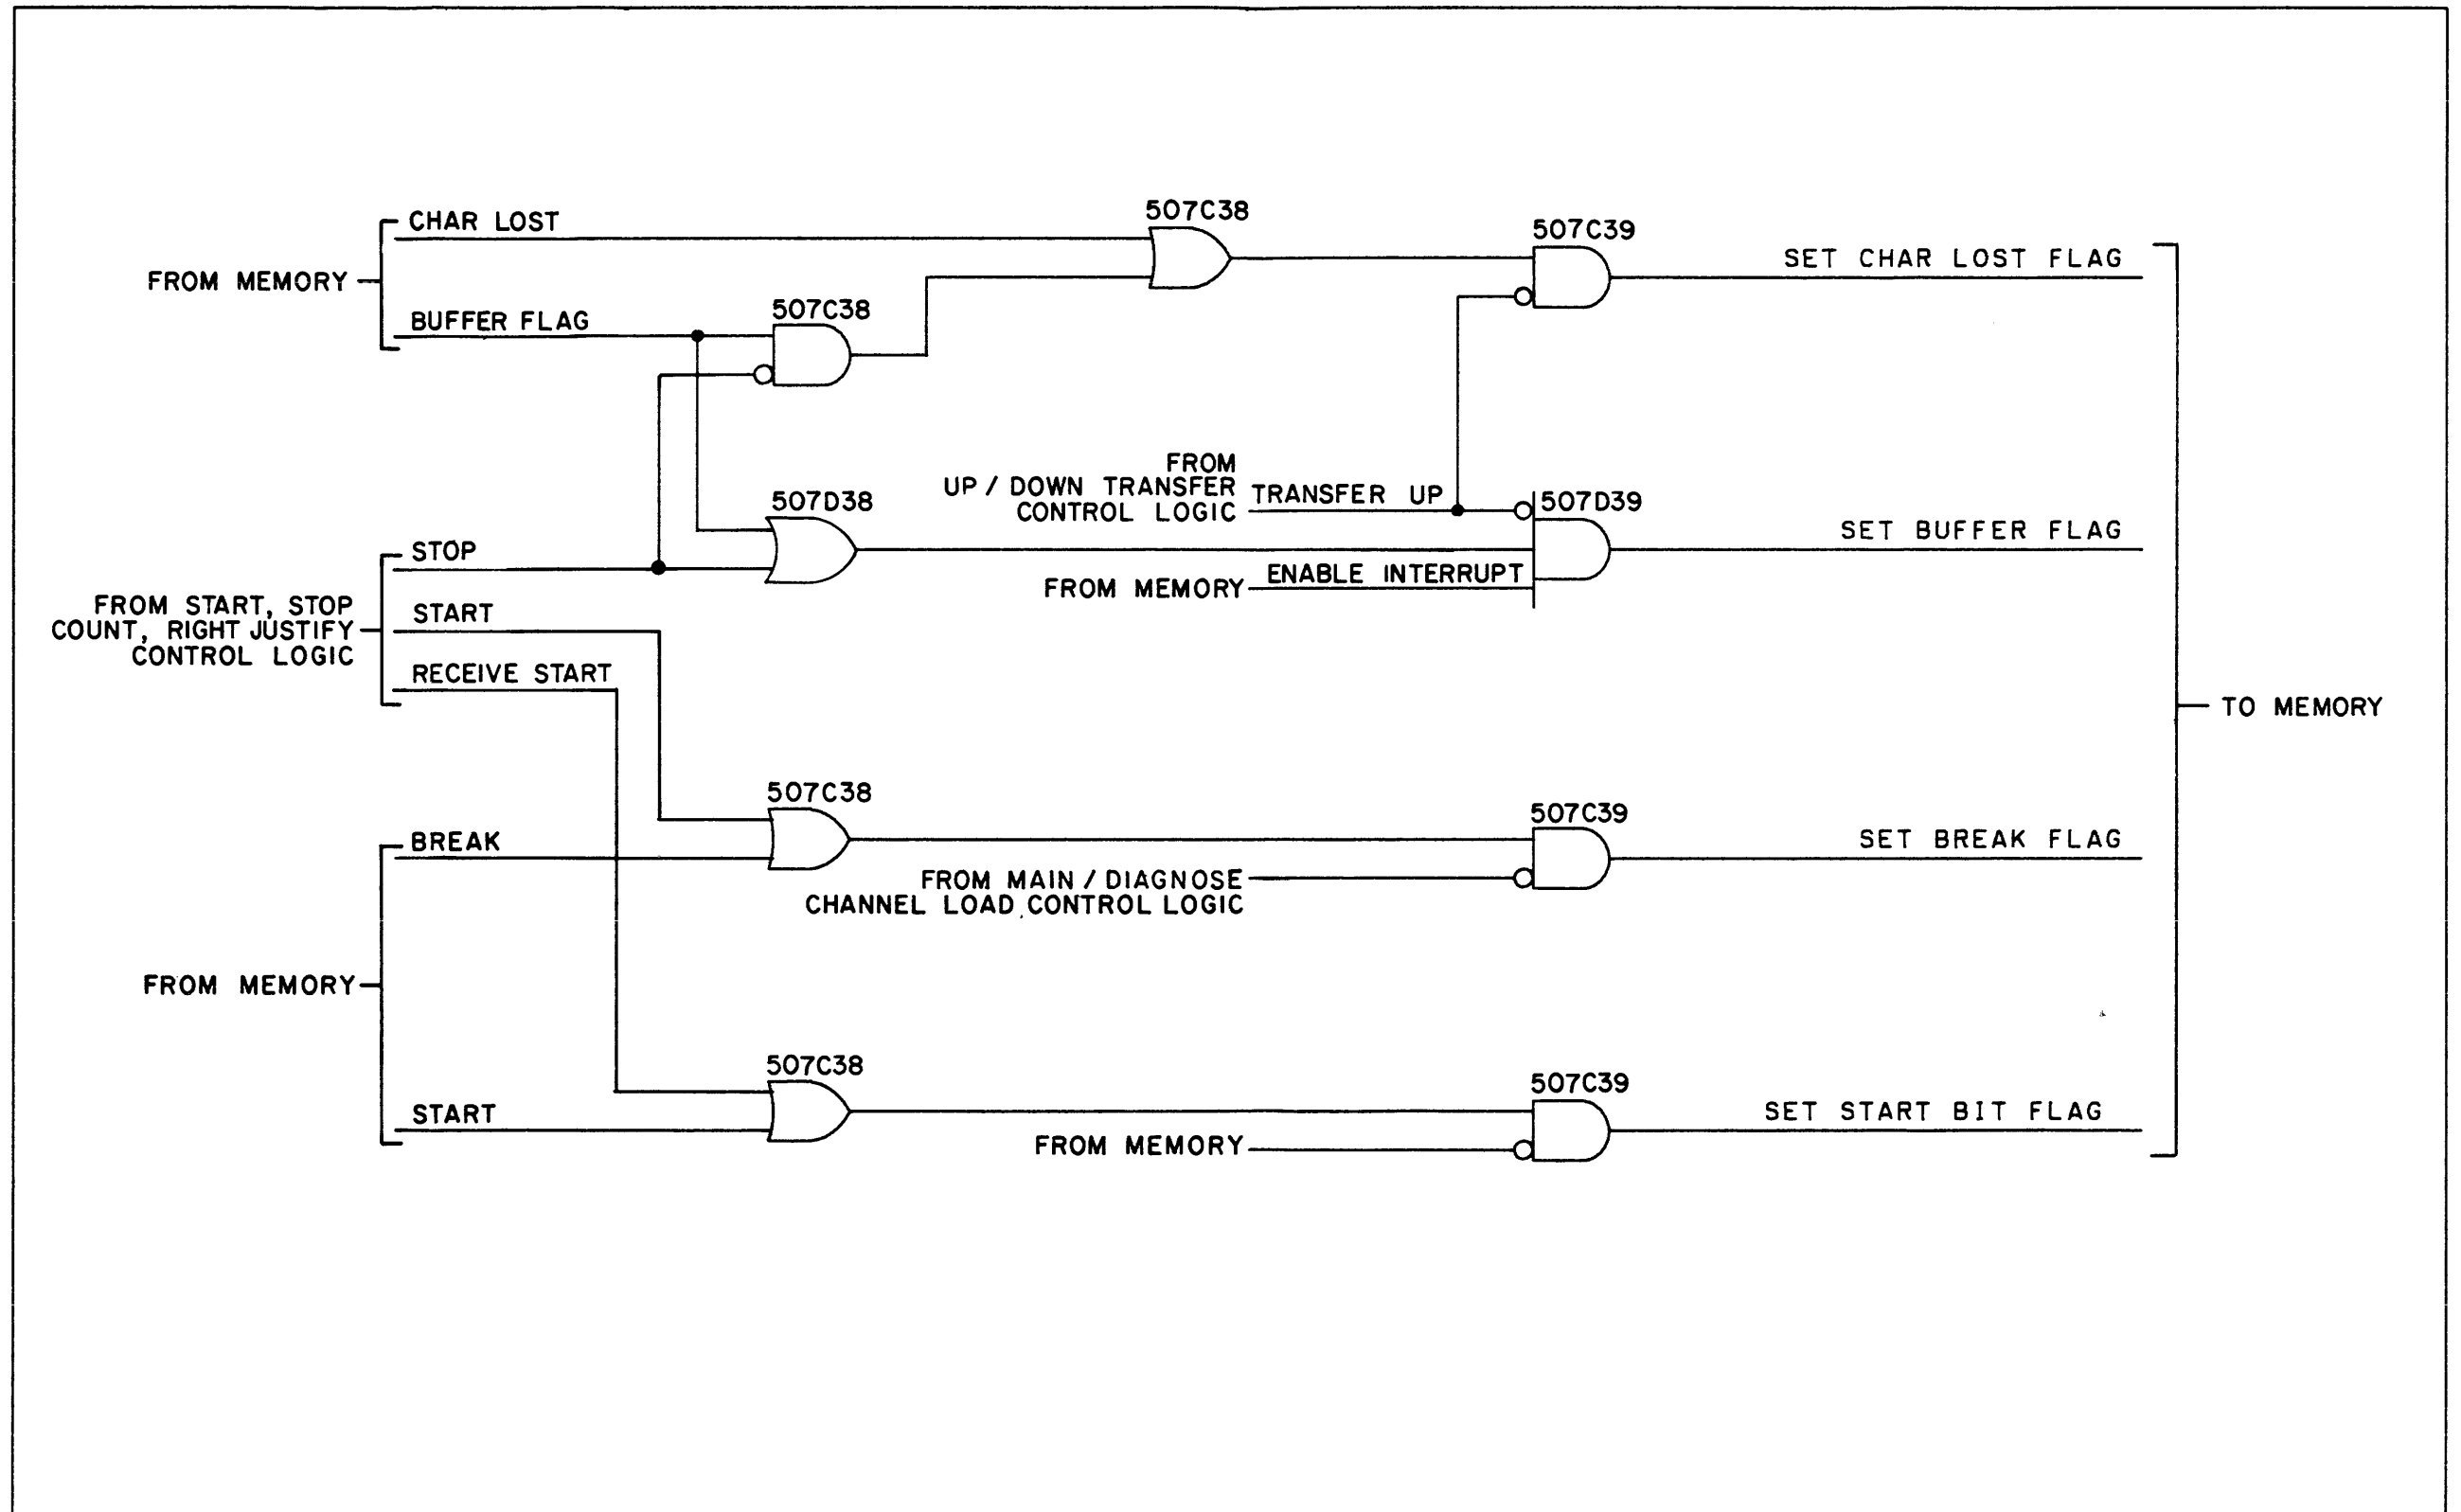 507C38
CHAR LOST
507C39
SET CHAR LOST FLAG
FROM MEMORY
507C38
BUFFER FLAG
FROM
UP / DOWN TRANSFER
CONTROL LOGIC
TRANSFER UP
507D38
507D39
SET BUFFER FLAG
STOP
ENABLE INTERRUPT
FROM MEMORY
FROM START, STOP
COUNT, RIGHT JUSTIFY
CONTROL LOGIC
START
RECEIVE START
TO MEMORY
507C38
507C39
BREAK
SET BREAK FLAG
FROM MAIN / DIAGNOSE
CHANNEL LOAD CONTROL LOGIC
FROM MEMORY
507C38
507C39
START
SET START BIT FLAG
FROM MEMORY